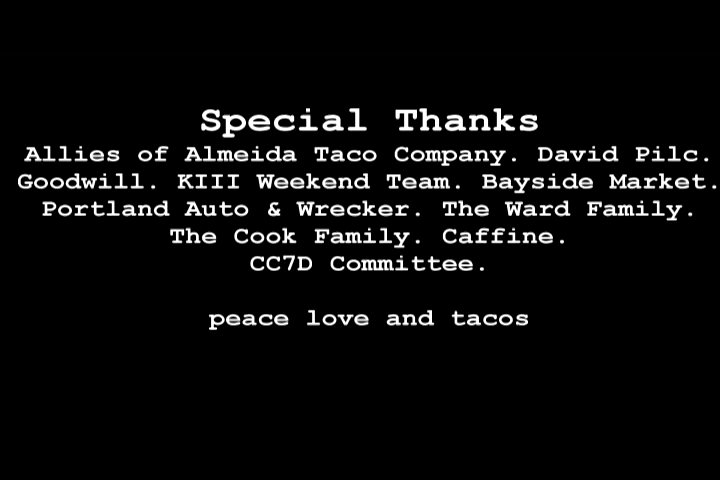 Special Thanks
Allies of Almeida Taco Company. David Pilc.
Goodwill. KIII Weekend Team. Bayside Market.
Portland Auto & Wrecker. The Ward Family.
The Cook Family. Caffine.
CC7D Committee.
peace love and tacos